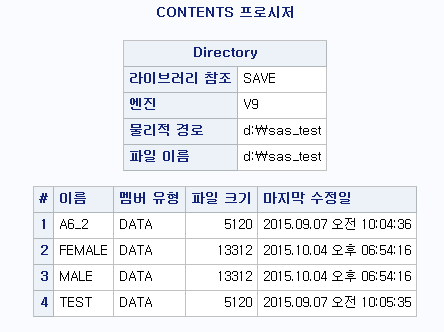 CONTENTS 프로시저
Directory
라이브러리 참조 SAVE
엔진 V9
물리적 경로 d:₩sas_test
파일 이름 d:₩sas_test
# 이름 멤버 유형 파일 크기 마지막 수정일
1 A6_2 DATA 5120 2015.09.07 오전 10:04:36
2 FEMALE DATA 13312 2015.10.04 오후 06:54:16
3 MALE DATA 13312 2015.10.04 오후 06:54:16
4 TEST DATA 5120 2015.09.07 오전 10:05:35